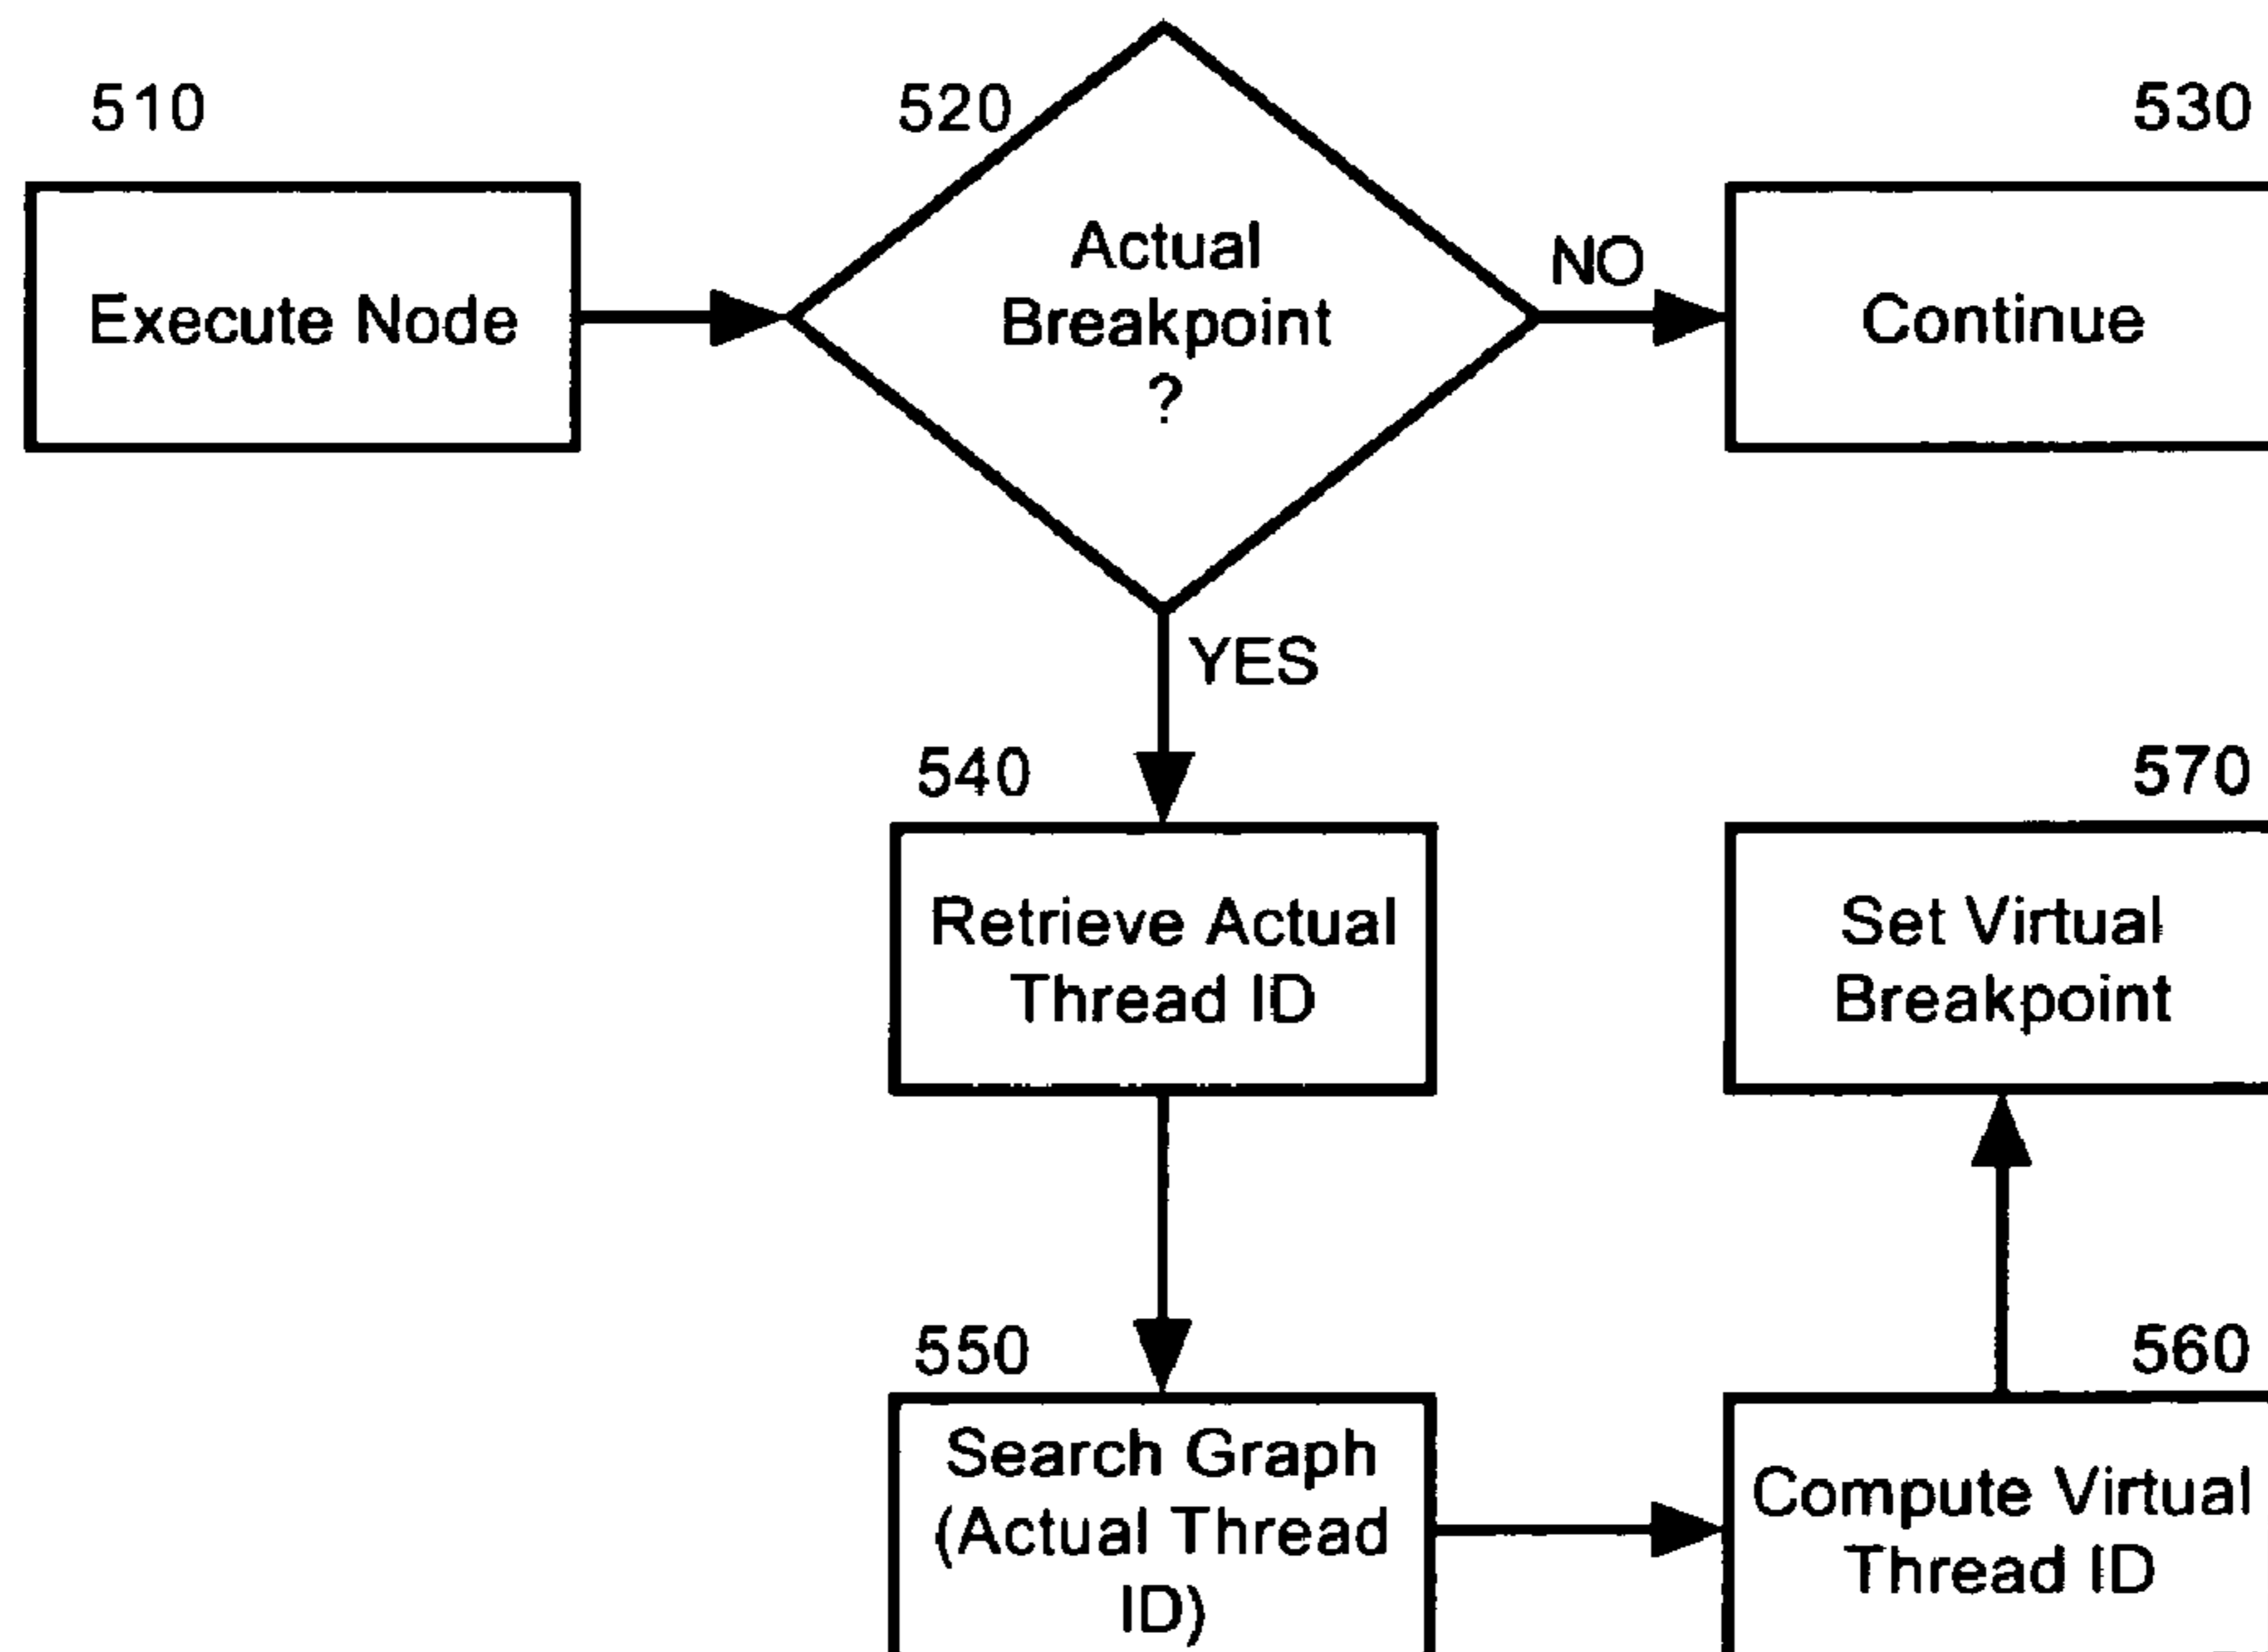 510
Execute Node
520
Actual
Breakpoint
?
NO
530
Continue
YES
540
Retrieve Actual
Thread ID
550
Search Graph
(Actual Thread
ID)
560
Compute Virtual
Thread ID
570
Set Virtual
Breakpoint